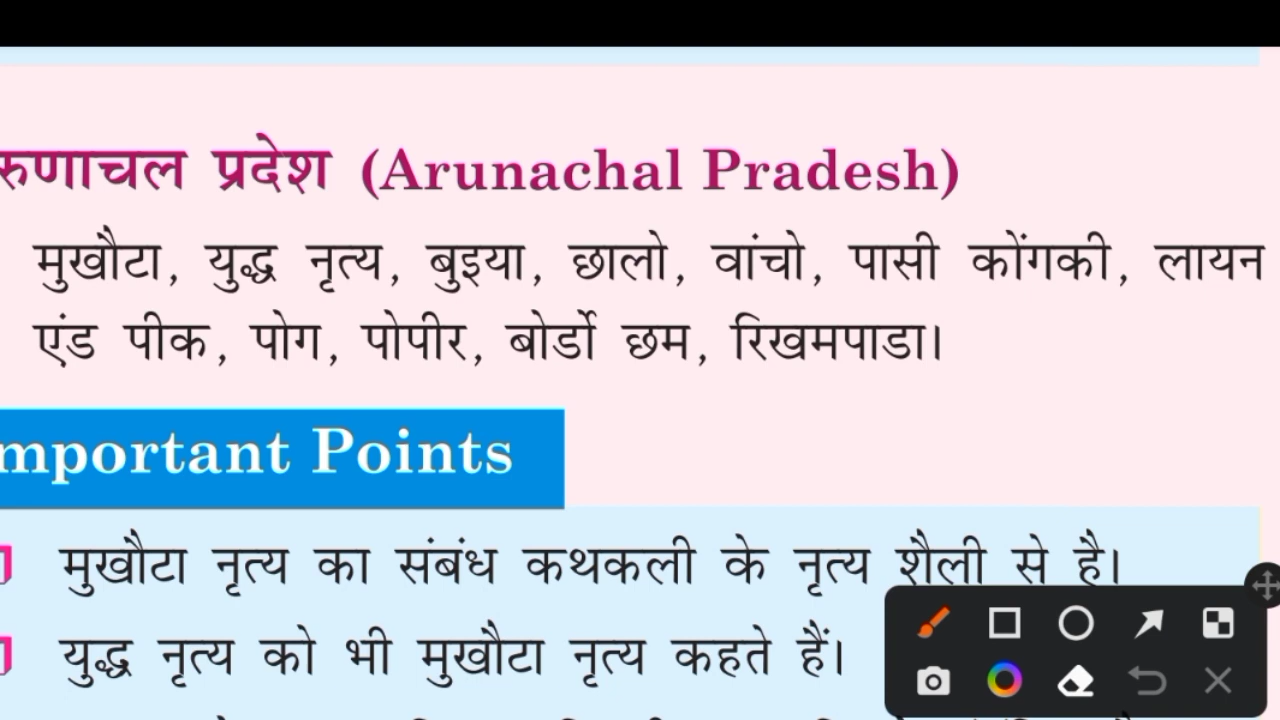 रुणाचल प्रदेश (Arunachal Pradesh)
मुखौटा, युद्ध नृत्य, बुइया, छालो, वांचो, पासी कोंगकी, लायन
एंड पीक, पोग, पोपीर, बोर्डो छम, रिखमपाडा।
mportant Points
मुखौटा नृत्य का संबंध कथकली के नृत्य शैली से है।
युद्ध नृत्य को भी मुखौटा नृत्य कहते हैं।